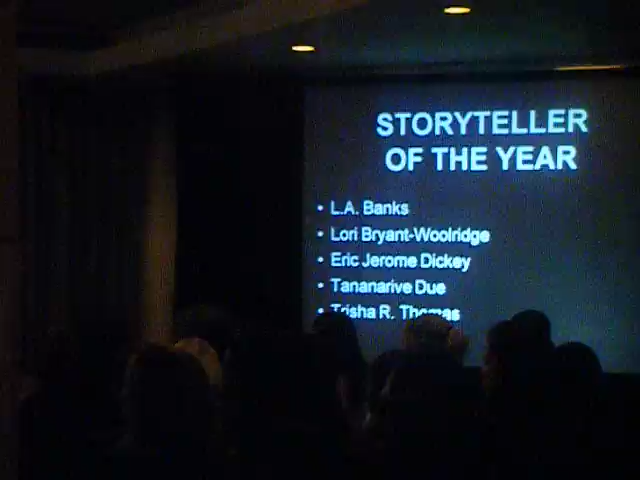 STORYTELLER
OF THE YEAR
• L.A. Banks
• Lori Bryant-Woolridge
• Eric Jerome Dickey
• Tananarive Due
• Trisha R. Thomas